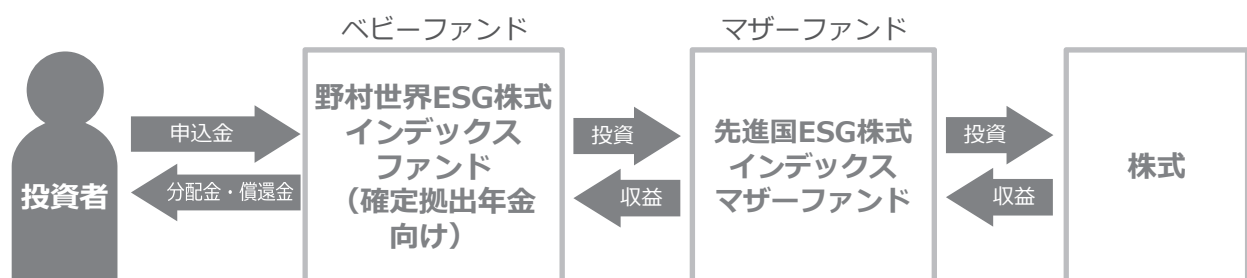 ベビーファンド
マザーファンド
投資者
申込金
分配金・償還金
野村世界ESG株式
インデックス
ファンド
（確定拠出年金
向け）
投資
収益
先進国ESG株式
インデックス
マザーファンド
投資
収益
株式